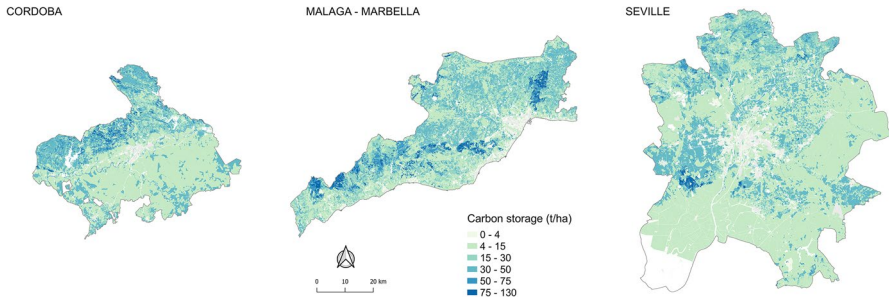 CORDOBA
MALAGA - MARBELLA
SEVILLE
Carbon storage (t/ha)
0 - 4
4 - 15
15 - 30
30 - 50
50 - 75
75 - 130
0 10 20 km